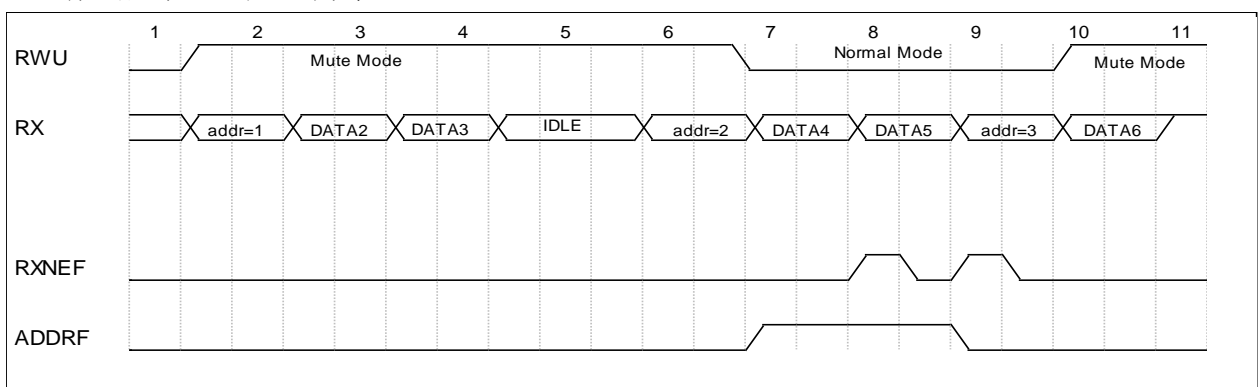 1 2 3 4 5 6 7 8 9 10 11
RWU Mute Mode Normal Mode Mute Mode
RX addr=1 DATA2 DATA3 IDLE addr=2 DATA4 DATA5 addr=3 DATA6
RXNEF
ADDRF